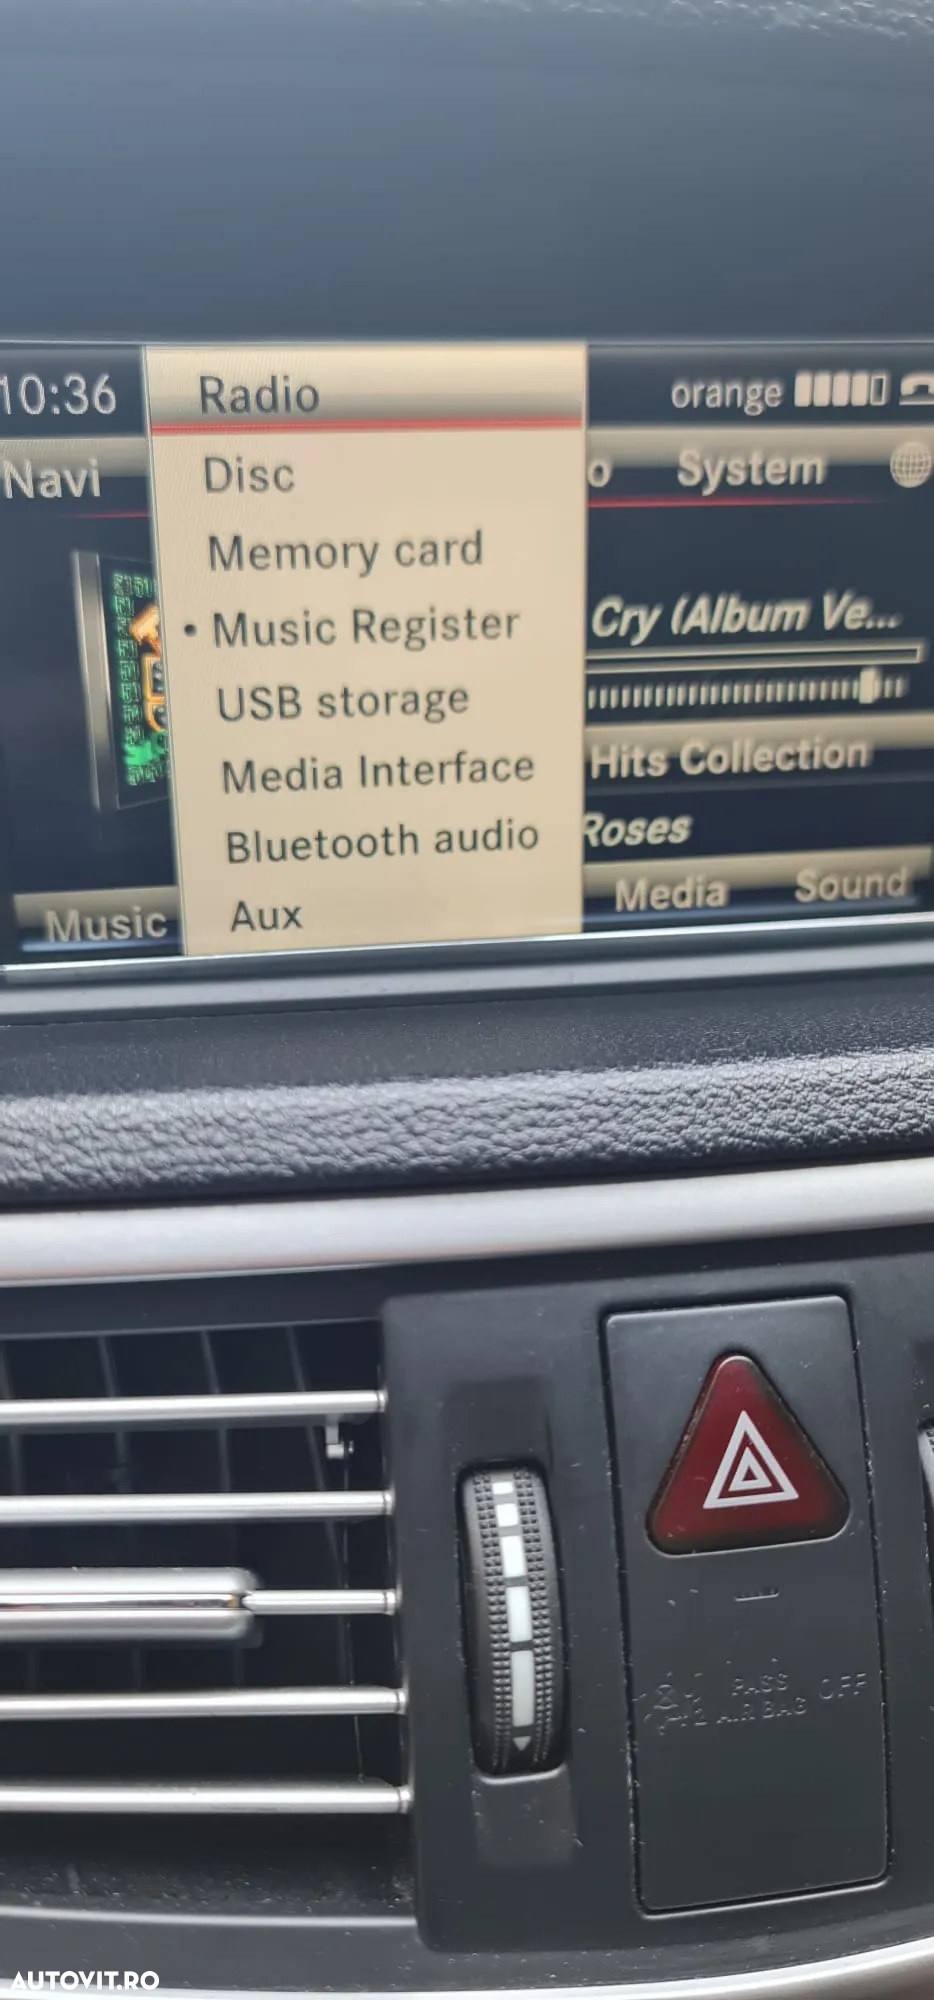 10:36
orange
Navi
o
System
Radio
Disc
Memory card
• Music Register
USB storage
Media Interface
Bluetooth audio
Aux
Cry (Album Ve...
Hits Collection
Roses
Music
Media
Sound
PASS
AIR BAG OFF
AUTOVIT.RO